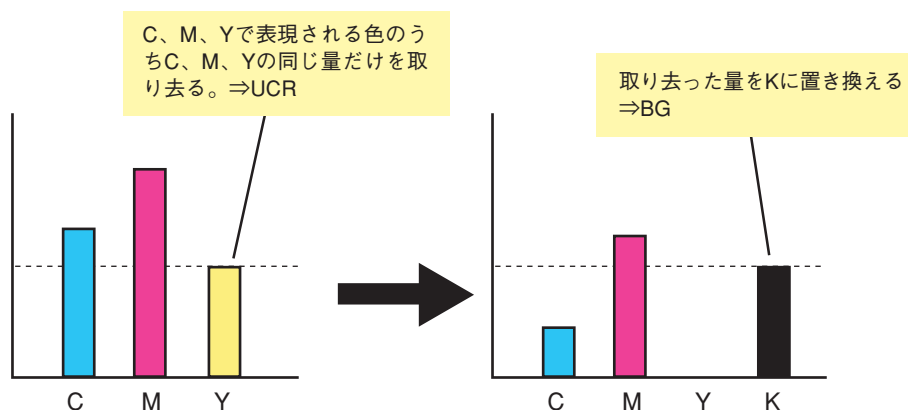 C、M、Yで表現される色のう
ちC、M、Yの同じ量だけを取
り去る。⇒UCR
取り去った量をKに置き換える
⇒BG
C M Y
C M Y K